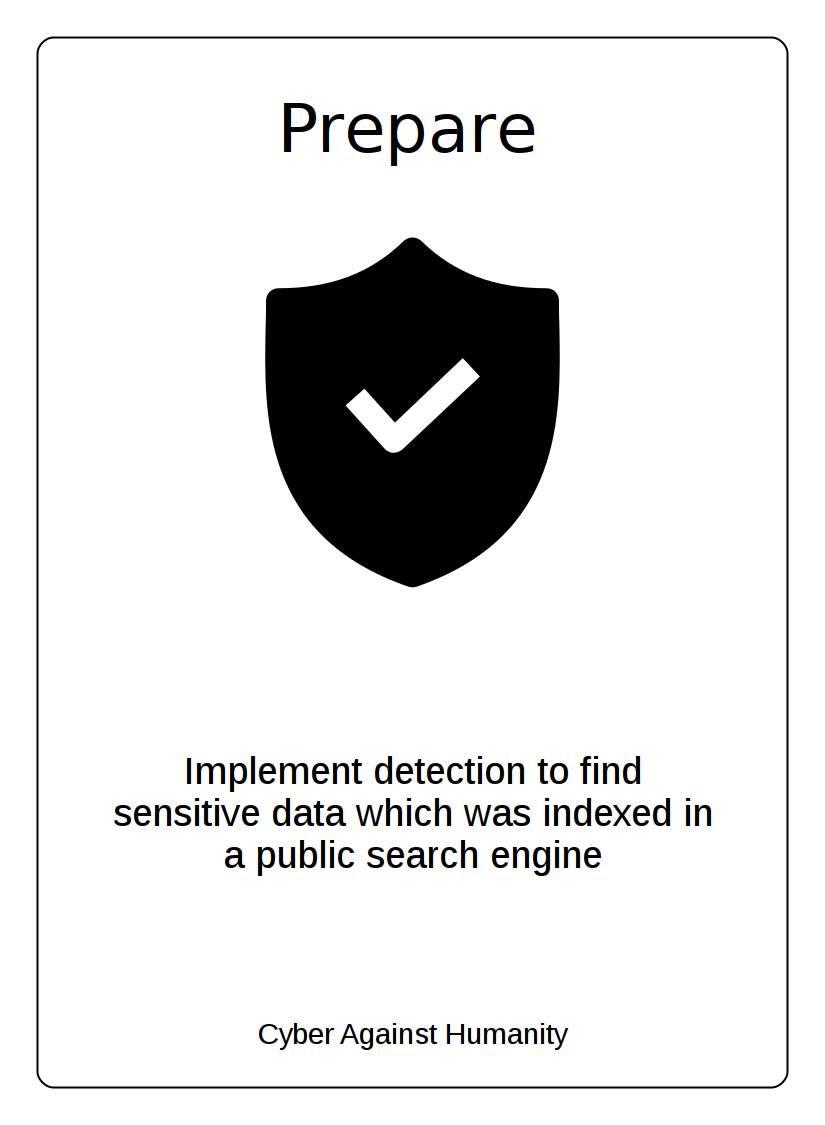 Prepare
Implement detection to find
sensitive data which was indexed in
a public search engine
Cyber Against Humanity